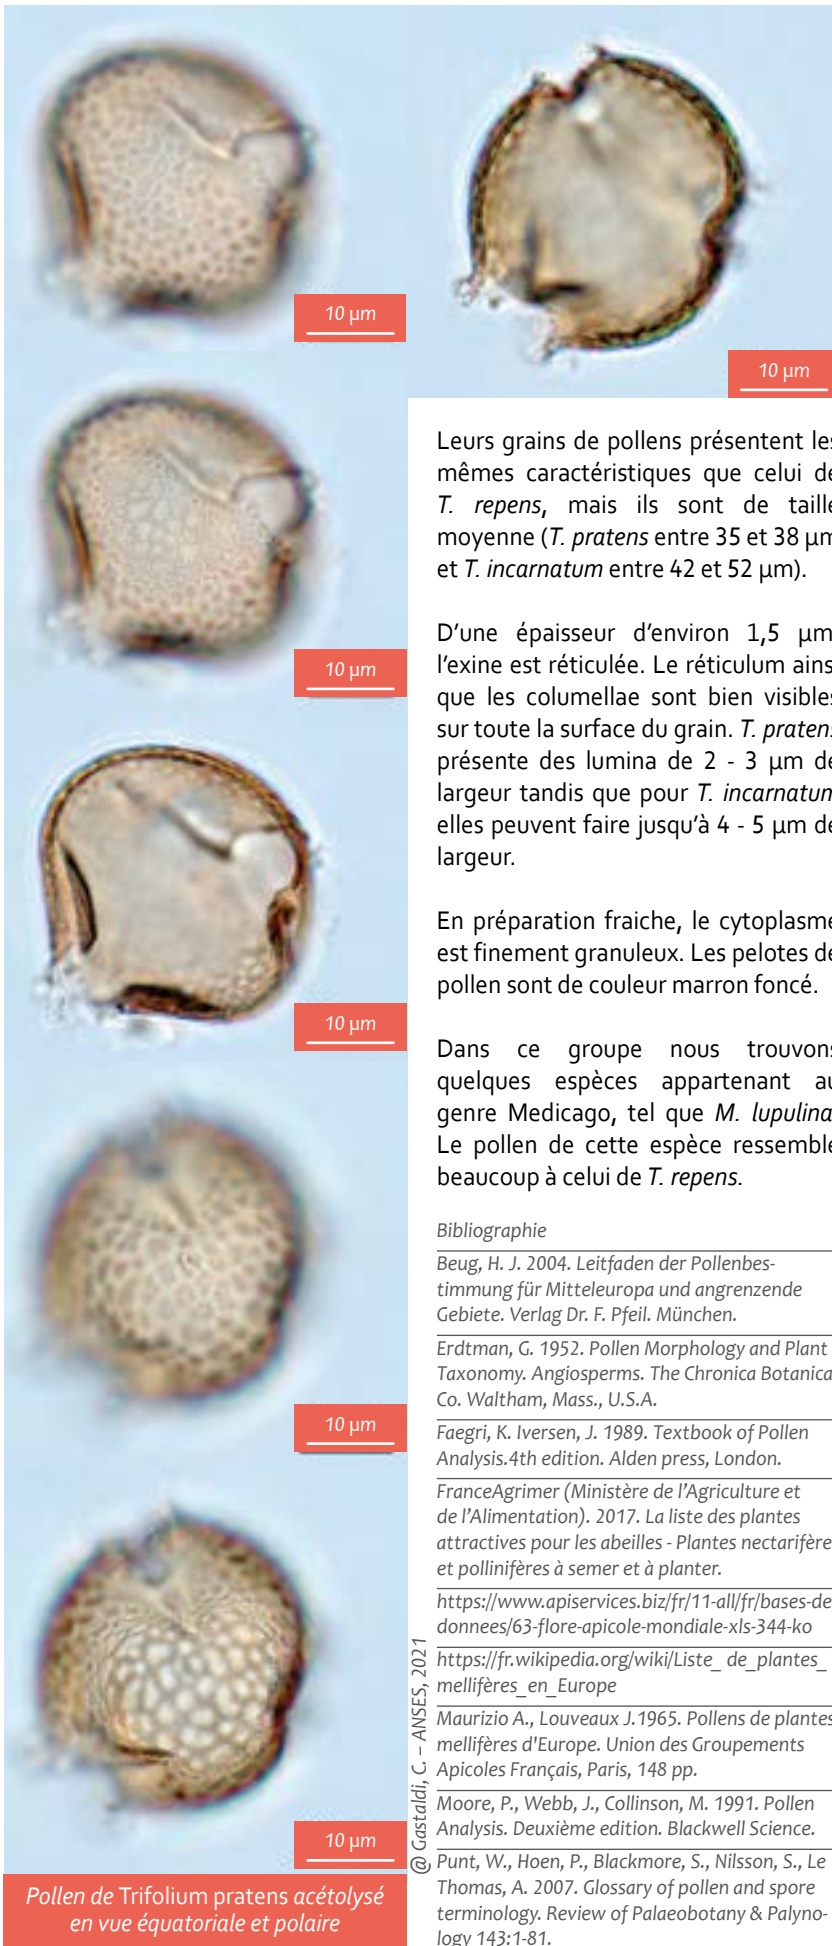 10 µm
10 µm
10 µm
10 µm
10 µm
10 µm
Pollen de Trifolium pratens acétolysé
en vue équatoriale et polaire
@ Gastaldi, C. – ANSES, 2021
Leurs grains de pollens présentent les
mêmes caractéristiques que celui de
T. repens, mais ils sont de taille
moyenne (T. pratens entre 35 et 38 µm
et T. incarnatum entre 42 et 52 µm).
D'une épaisseur d'environ 1,5 µm
l'exine est réticulée. Le réticulum ains
que les columellae sont bien visibles
sur toute la surface du grain. T. pratens
présente des lumina de 2 - 3 µm de
largeur tandis que pour T. incarnatum
elles peuvent faire jusqu'à 4 - 5 µm de
largeur.
En préparation fraiche, le cytoplasme
est finement granuleux. Les pelotes de
pollen sont de couleur marron foncé.
Dans ce groupe nous trouvons
quelques espèces appartenant au
genre Medicago, tel que M. lupulina
Le pollen de cette espèce ressemble
beaucoup à celui de T. repens.
Bibliographie
Beug, H. J. 2004. Leitfaden der Pollenbes-
timmung für Mitteleuropa und angrenzende
Gebiete. Verlag Dr. F. Pfeil. München.
Erdtman, G. 1952. Pollen Morphology and Plant
Taxonomy. Angiosperms. The Chronica Botanica
Co. Waltham, Mass., U.S.A.
Faegri, K. Iversen, J. 1989. Textbook of Pollen
Analysis.4th edition. Alden press, London.
FranceAgrimer (Ministère de l'Agriculture et
de l'Alimentation). 2017. La liste des plantes
attractives pour les abeilles - Plantes nectarifère
et pollinifères à semer et à planter.
https://www.apiservices.biz/fr/11-all/fr/bases-de
donnees/63-flore-apicole-mondiale-xls-344-ko
https://fr.wikipedia.org/wiki/Liste_ de_plantes_
mellifères_en_Europe
Maurizio A., Louveaux J.1965. Pollens de plantes
mellifères d'Europe. Union des Groupements
Apicoles Français, Paris, 148 pp.
Moore, P., Webb, J., Collinson, M. 1991. Pollen
Analysis. Deuxième edition. Blackwell Science.
Punt, W., Hoen, P., Blackmore, S., Nilsson, S., Le
Thomas, A. 2007. Glossary of pollen and spore
terminology. Review of Palaeobotany & Palyno-
logy 143:1-81.